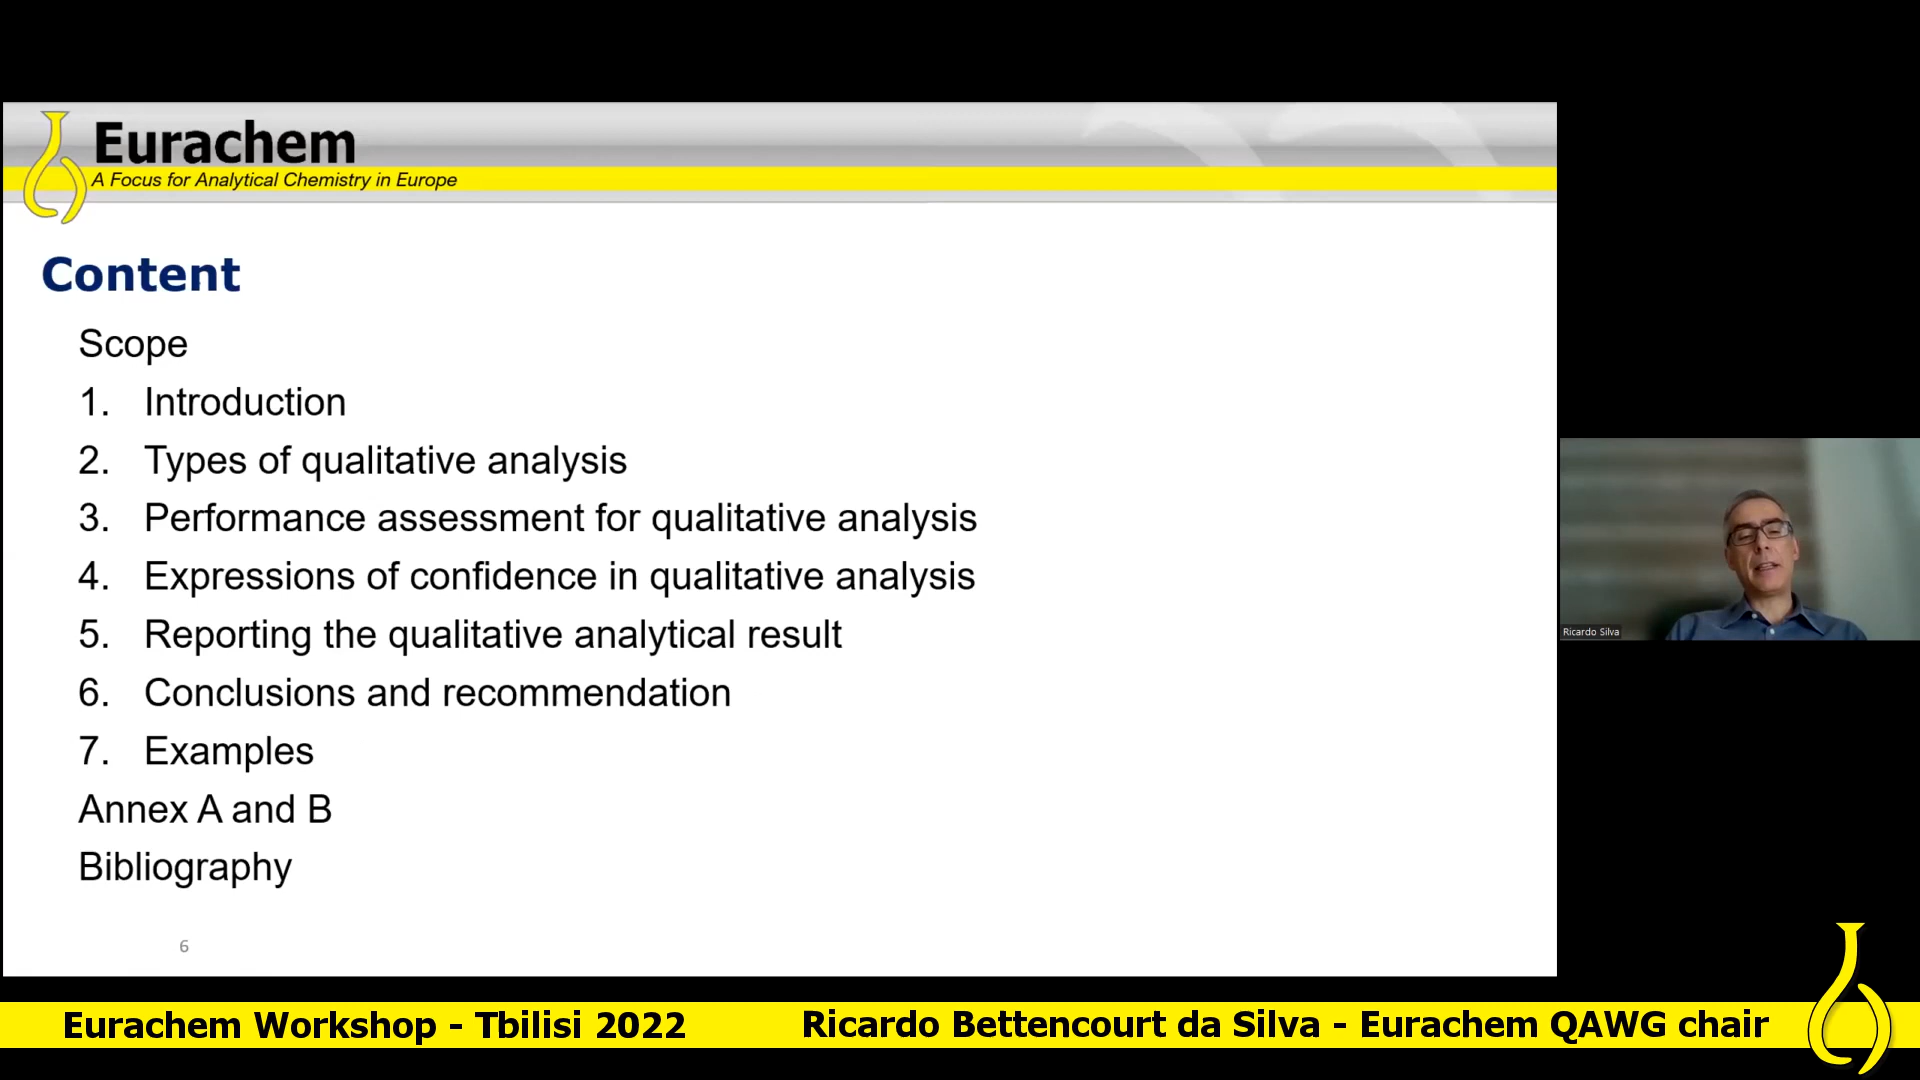 Eurachem
A Focus for Analytical Chemistry in Europe
Content
Scope
1. Introduction
2. Types of qualitative analysis
3. Performance assessment for qualitative analysis
4. Expressions of confidence in qualitative analysis
5. Reporting the qualitative analytical result
6. Conclusions and recommendation
7. Examples
Annex A and B
Bibliography
6
Ricardo Silva
Eurachem Workshop - Tbilisi 2022
Ricardo Bettencourt da Silva - Eurachem QAWG chair